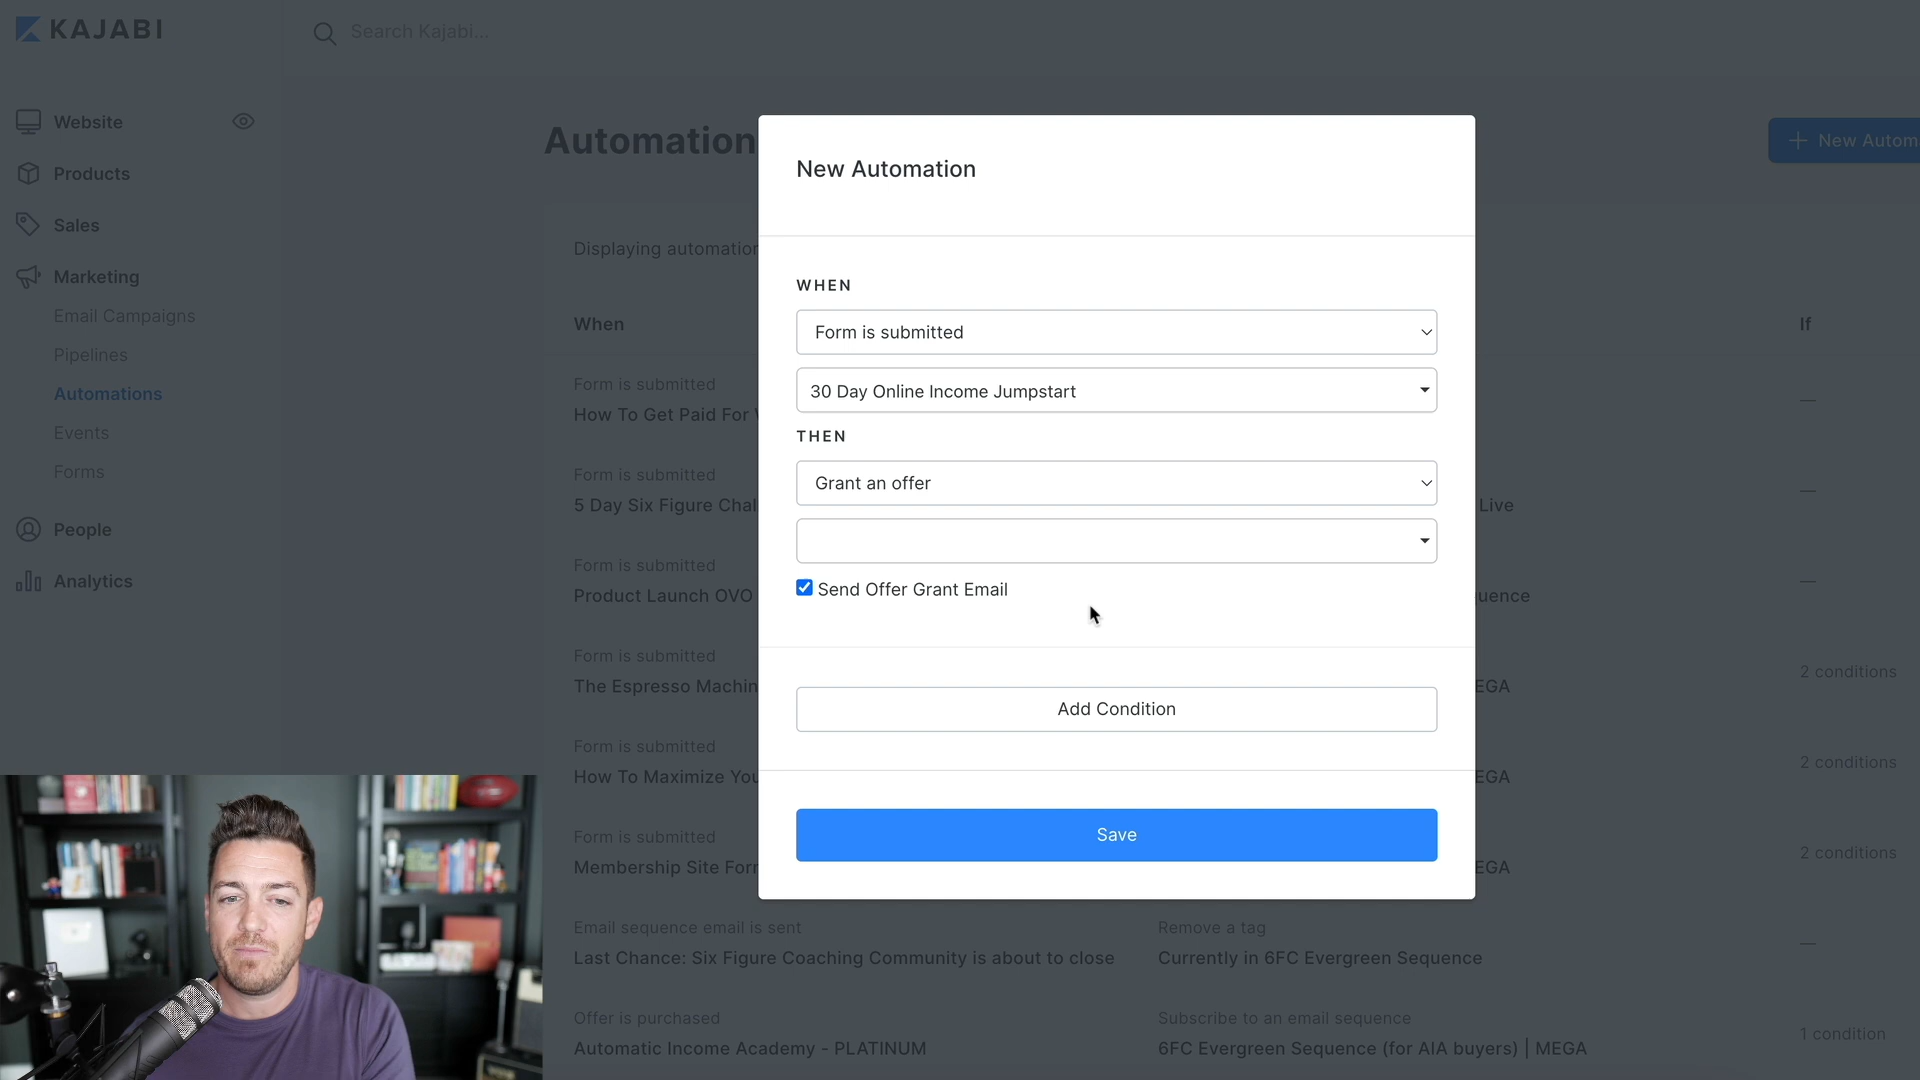 KAJABI
Search Kajabi...
Website
Products
Sales
Marketing
Email Campaigns
Pipelines
Automations
Events
Forms
People
Analytics
Automation
New Autom
Displaying automation
When
If
Form is submitted
How To Get Paid For
Form is submitted
5 Day Six Figure Chal
Live
Form is submitted
Product Launch OVO
uence
Form is submitted
The Espresso Machin
EGA
2 conditions
Form is submitted
How To Maximize You
EGA
2 conditions
Form is submitted
Membership Site For
EGA
2 conditions
Email sequence email is sent
Remove a tag
Last Chance: Six Figure Coaching Community is about to close
Currently in 6FC Evergreen Sequence
Offer is purchased
Subscribe to an email sequence
1 condition
Automatic Income Academy - PLATINUM
6FC Evergreen Sequence (for AIA buyers) | MEGA
New Automation
WHEN
Form is submitted
30 Day Online Income Jumpstart
THEN
Grant an offer
Send Offer Grant Email
Add Condition
Save